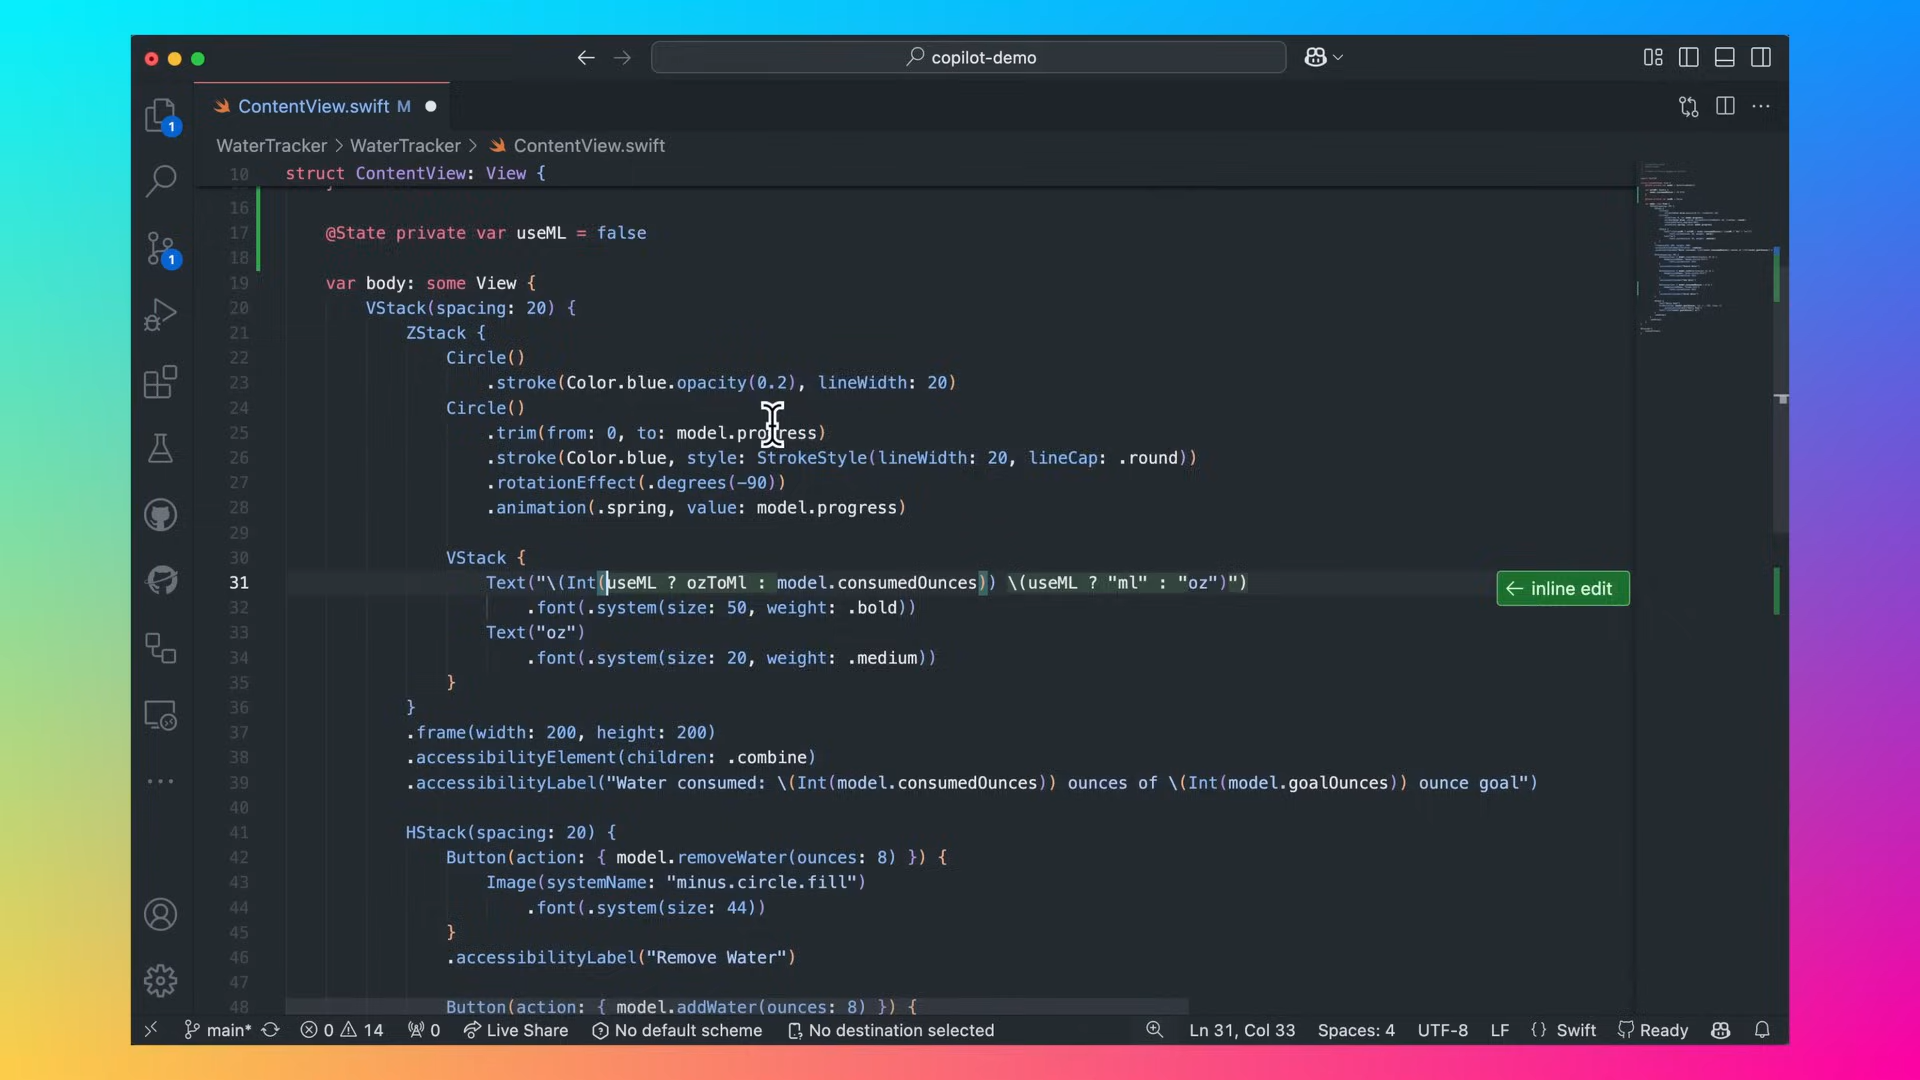 copilot-demo
1
ContentView.swift M
WaterTracker > WaterTracker > ContentView.swift
10 struct ContentView: View {
16
17 @State private var useML = false
18
19 var body: some View {
20 VStack(spacing: 20) {
21 ZStack {
22 Circle()
23 .stroke(Color.blue.opacity(0.2), lineWidth: 20)
24 Circle()
25 .trim(from: 0, to: model.progress)
26 .stroke(Color.blue, style: StrokeStyle(lineWidth: 20, lineCap: .round))
27 .rotationEffect(.degrees(-90))
28 .animation(.spring, value: model.progress)
29
30 VStack {
31 Text("\(Int(useML ? ozToMl : model.consumedOunces)) \(useML ? "ml" : "oz")")
← inline edit
32 .font(.system(size: 50, weight: .bold))
33 Text("oz")
34 .font(.system(size: 20, weight: .medium))
35 }
36 }
37 .frame(width: 200, height: 200)
38 .accessibilityElement(children: .combine)
39 .accessibilityLabel("Water consumed: \(Int(model.consumedOunces)) ounces of \(Int(model.goalOunces)) ounce goal")
40
41 HStack(spacing: 20) {
42 Button(action: { model.removeWater(ounces: 8) }) {
43 Image(systemName: "minus.circle.fill")
44 .font(.system(size: 44))
45 }
46 .accessibilityLabel("Remove Water")
47
48 Button(action: { model.addWater(ounces: 8) }) {
1
main* 0 14 0 Live Share No default scheme No destination selected Ln 31, Col 33 Spaces: 4 UTF-8 LF {} Swift Ready